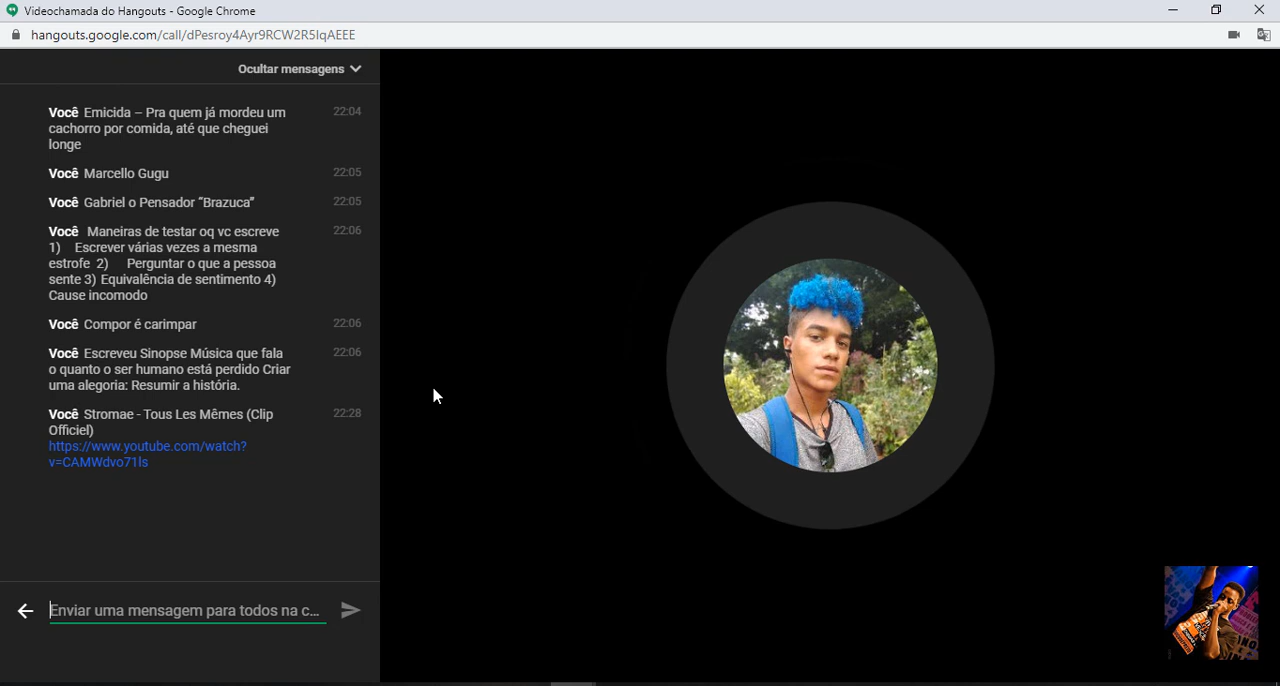 Videochamada do Hangouts - Google Chrome
hangouts.google.com/call/dPesroy4Ayr9RCW2R5IqAEEE
Ocultar mensagens
Você Emicida – Pra quem já mordeu um 22:04
cachorro por comida, até que cheguei
longe
Você Marcello Gugu 22:05
Você Gabriel o Pensador “Brazuca” 22:05
Você Maneiras de testar oq vc escreve 22:06
1) Escrever várias vezes a mesma
estrofe 2) Perguntar o que a pessoa
sente 3) Equivalência de sentimento 4)
Cause incomodo
Você Compor é carimpar 22:06
Você Escreveu Sinopse Música que fala 22:06
o quanto o ser humano está perdido Criar
uma alegoria: Resumir a história.
Você Stromae - Tous Les Mêmes (Clip 22:28
Officiel)
https://www.youtube.com/watch?
v=CAMWdvo71ls
Enviar uma mensagem para todos na c...